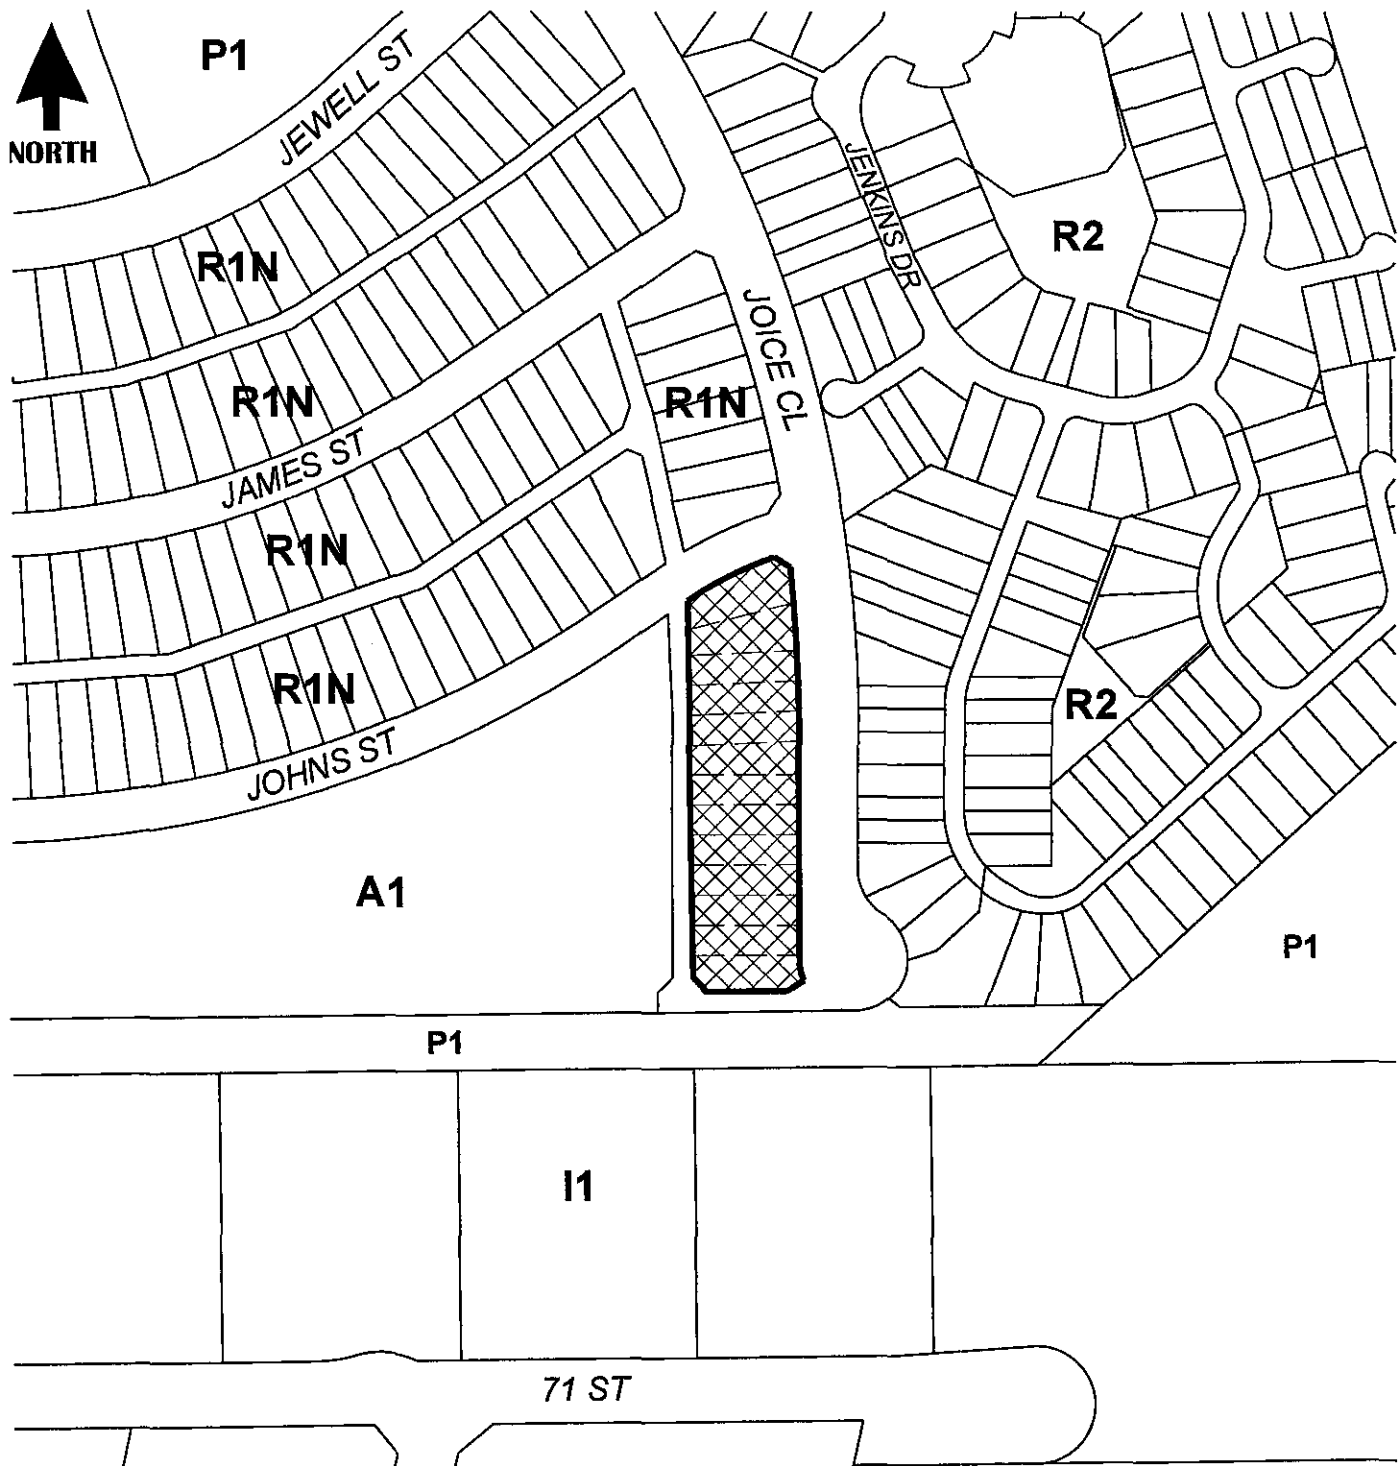 P1
JEWELL ST
NORTH
JENKINS DR
R2
R1N
JOICE CL
R1N
R1N
JAMES ST
R1N
R1N
R2
JOHNS ST
A1
P1
P1
I1
71 ST